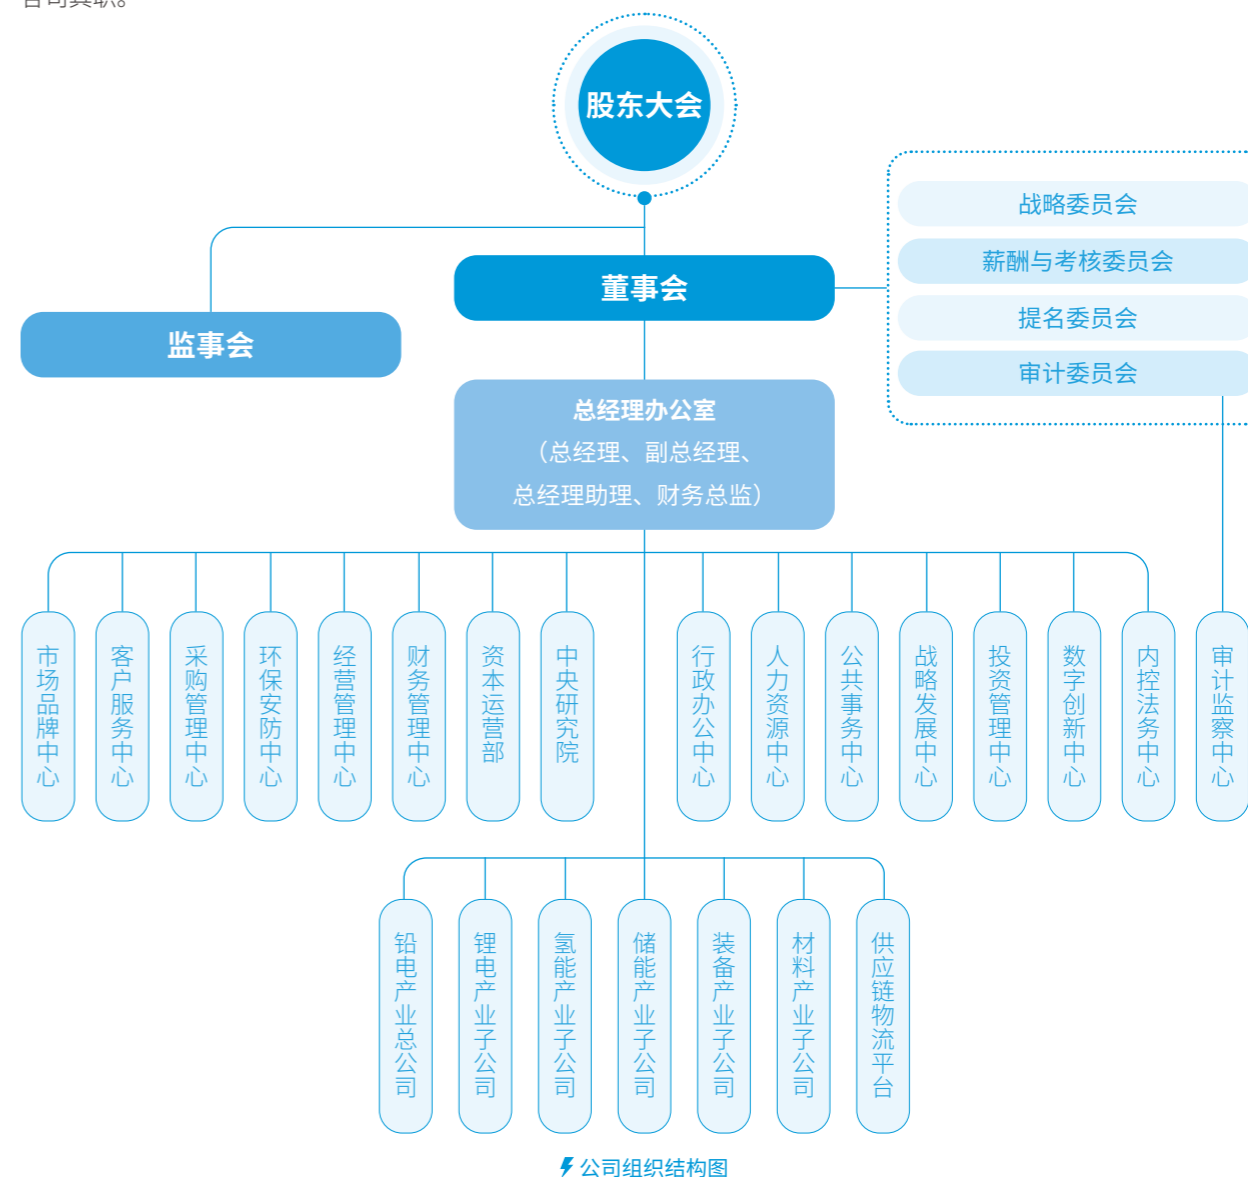 各司其职。
股东大会
战略委员会
薪酬与考核委员会
董事会
提名委员会
监事会
审计委员会
总经理办公室
（总经理、副总经理、
总经理助理、财务总监）
市场品牌中心
客户服务中心
采购管理中心
环保安防中心
经营管理中心
财务管理中心
资本运营部
中央研究院
行政办公中心
人力资源中心
公共事务中心
战略发展中心
投资管理中心
数字创新中心
内控法务中心
审计监察中心
铅电产业总公司
锂电产业子公司
氢能产业子公司
储能产业子公司
装备产业子公司
材料产业子公司
供应链物流平台
公司组织结构图